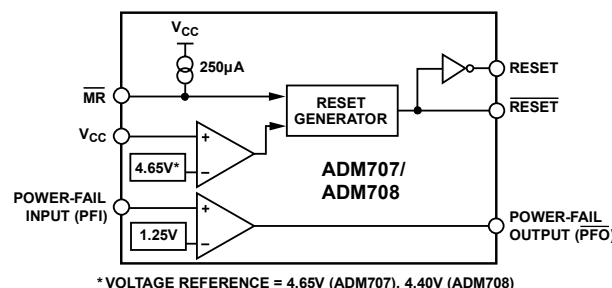 VCC
250µA
MR
RESET
RESET
GENERATOR
RESET
VCC
4.65V*
ADM707/
ADM708
POWER-FAIL
INPUT (PFI)
1.25V
POWER-FAIL
OUTPUT (PFO)
* VOLTAGE REFERENCE = 4.65V (ADM707), 4.40V (ADM708)